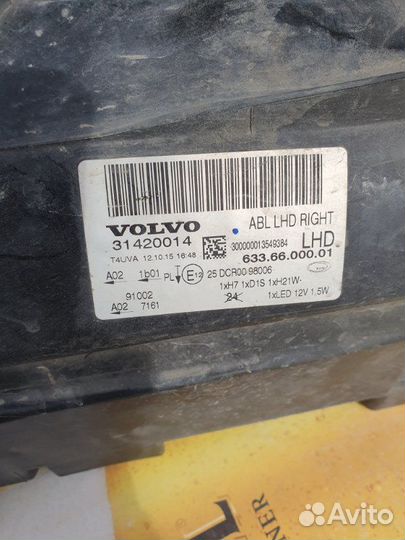 VOLVO
31420014
T4UVA 12.10.15 16:48
ABL LHD RIGHT
300000013549384
LHD
633.66.000.01
A02 1b01 PL E12 25 DCR00 98006
91002
A02 7161
1xH7 1xD1S 1xH21W
24
1xLED 12V 1.5W
NER
Avito